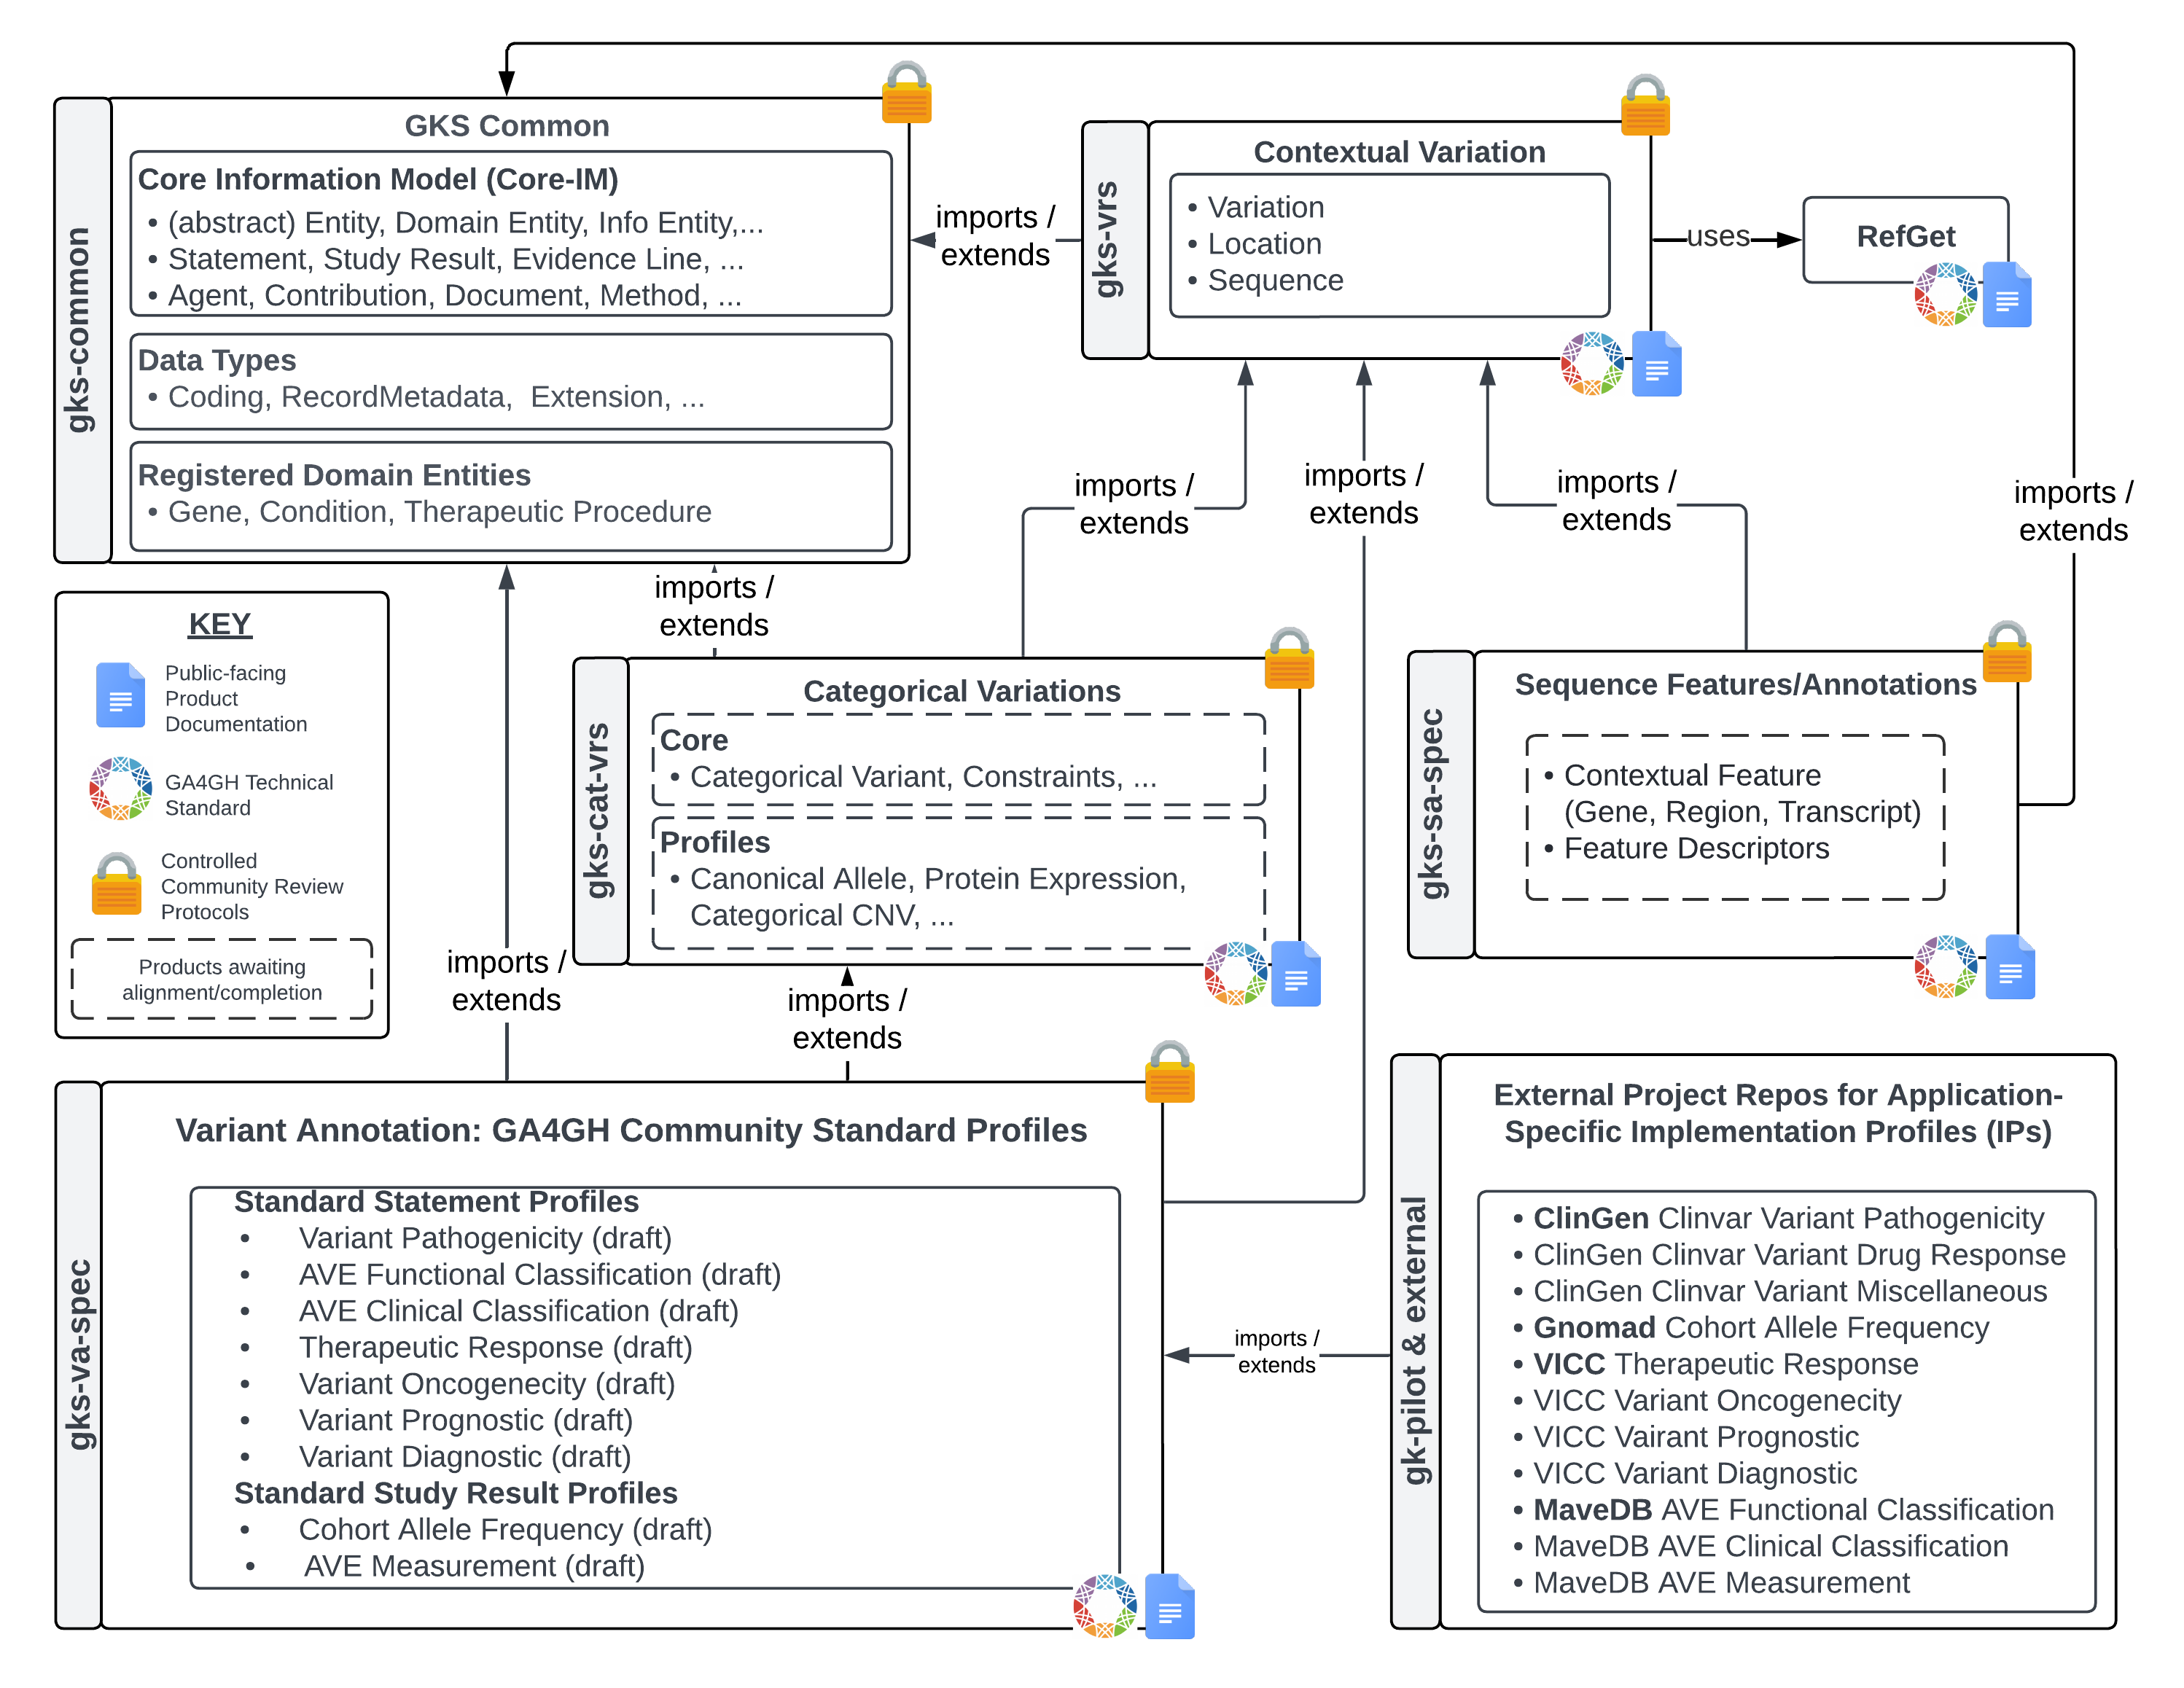 gks-common
GKS Common
Core Information Model (Core-IM)
• (abstract) Entity, Domain Entity, Info Entity,...
• Statement, Study Result, Evidence Line, ...
• Agent, Contribution, Document, Method, ...
Data Types
• Coding, RecordMetadata, Extension, ...
Registered Domain Entities
• Gene, Condition, Therapeutic Procedure
imports /
extends
gks-vrs
Contextual Variation
• Variation
• Location
• Sequence
uses
RefGet
imports /
extends
imports /
extends
imports /
extends
imports /
extends
imports /
extends
KEY
Public-facing
Product
Documentation
GA4GH Technical
Standard
Controlled
Community Review
Protocols
Products awaiting
alignment/completion
gks-cat-vrs
Categorical Variations
Core
• Categorical Variant, Constraints, ...
Profiles
• Canonical Allele, Protein Expression,
Categorical CNV, ...
gks-sa-spec
Sequence Features/Annotations
• Contextual Feature
(Gene, Region, Transcript)
• Feature Descriptors
imports /
extends
imports /
extends
gks-va-spec
Variant Annotation: GA4GH Community Standard Profiles
Standard Statement Profiles
• Variant Pathogenicity (draft)
• AVE Functional Classification (draft)
• AVE Clinical Classification (draft)
• Therapeutic Response (draft)
• Variant Oncogenecity (draft)
• Variant Prognostic (draft)
• Variant Diagnostic (draft)
Standard Study Result Profiles
• Cohort Allele Frequency (draft)
• AVE Measurement (draft)
imports /
extends
gk-pilot & external
External Project Repos for Application-
Specific Implementation Profiles (IPs)
• ClinGen Clinvar Variant Pathogenicity
• ClinGen Clinvar Variant Drug Response
• ClinGen Clinvar Variant Miscellaneous
• Gnomad Cohort Allele Frequency
• VICC Therapeutic Response
• VICC Variant Oncogenecity
• VICC Vairant Prognostic
• VICC Variant Diagnostic
• MaveDB AVE Functional Classification
• MaveDB AVE Clinical Classification
• MaveDB AVE Measurement